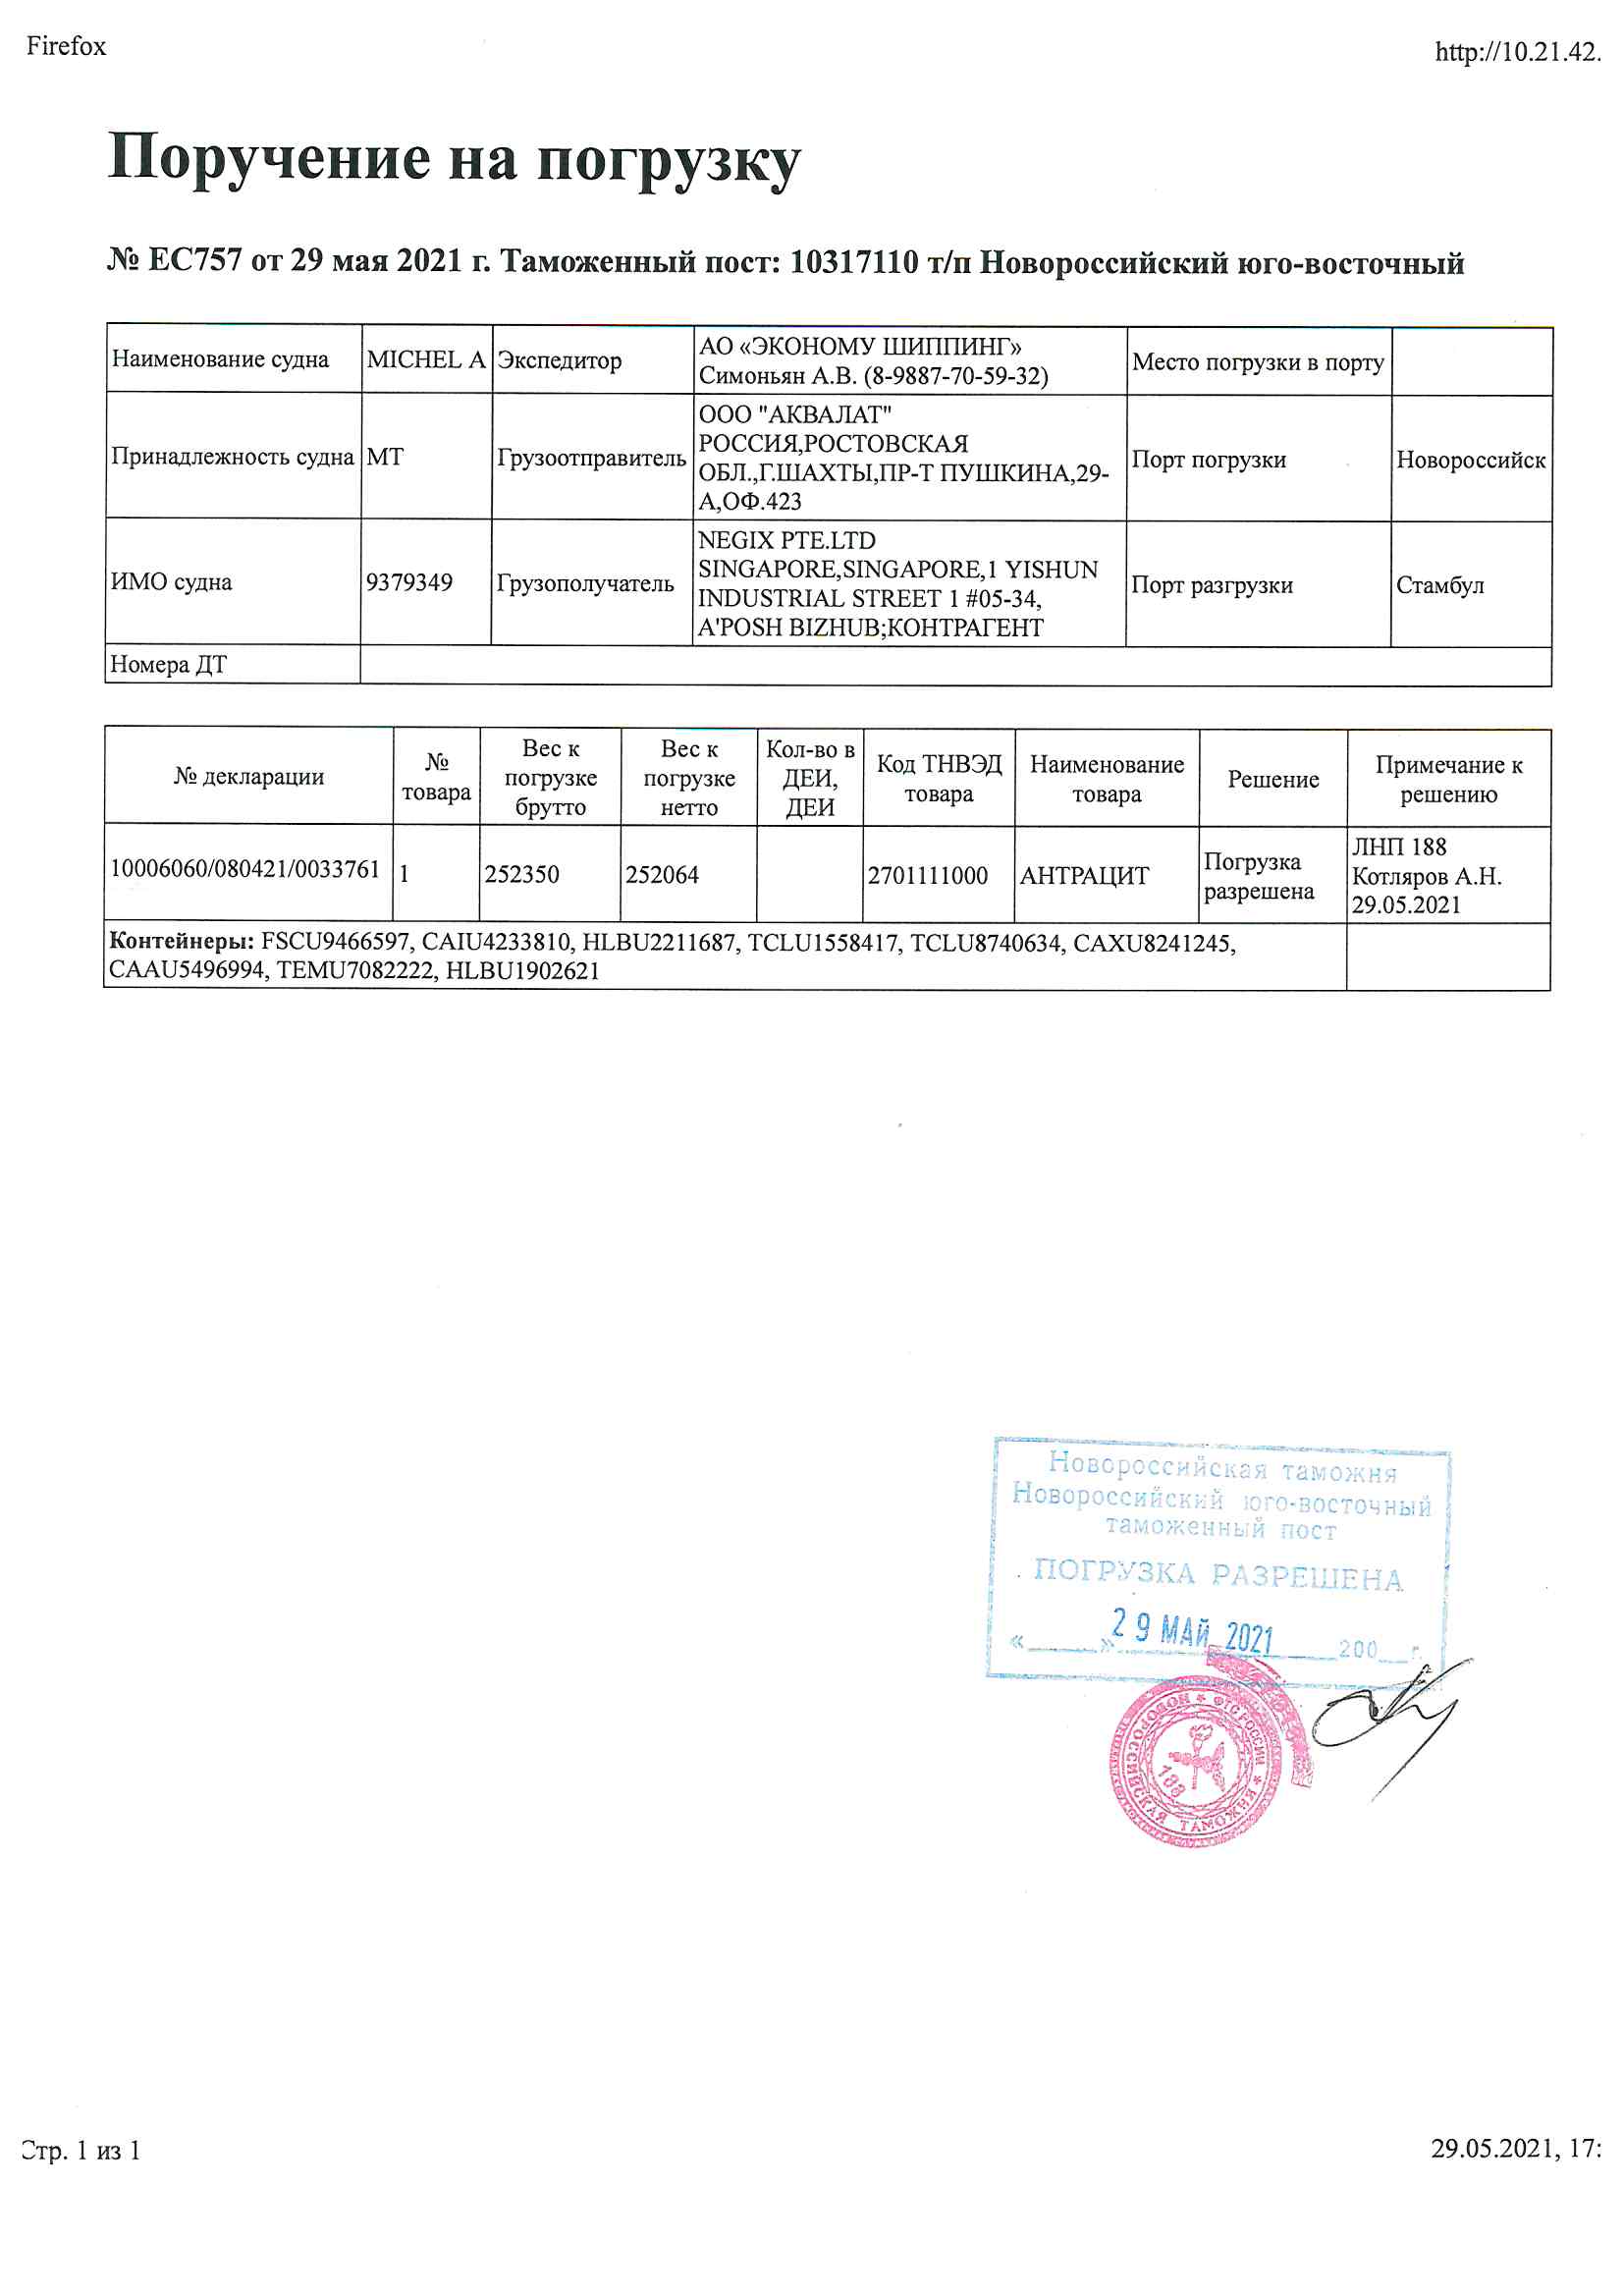 Firefox
http://10.21.42.
Поручение на погрузку
№ ЕС757 от 29 мая 2021 г. Таможенный пост: 10317110 т/п Новороссийский юго-восточный
Наименование судна
MICHEL A
Экспедитор
АО «ЭКОНОМУ ШИППИНГ»
Симоньян А.В. (8-9887-70-59-32)
Место погрузки в порту
Принадлежность судна
МТ
Грузоотправитель
ООО "АКВАЛАТ"
РОССИЯ,РОСТОВСКАЯ
ОБЛ.,Г.ШАХТЫ,ПР-Т ПУШКИНА,29-
А,ОФ.423
Порт погрузки
Новороссийск
ИМО судна
9379349
Грузополучатель
NEGIX PTE.LTD
SINGAPORE,SINGAPORE,1 YISHUN
INDUSTRIAL STREET 1 #05-34,
A'POSH BIZHUB;КОНТРАГЕНТ
Порт разгрузки
Стамбул
Номера ДТ
№ декларации
№
товара
Вес к
погрузке
брутто
Вес к
погрузке
нетто
Кол-во в
ДЕИ,
ДЕИ
Код ТНВЭД
товара
Наименование
товара
Решение
Примечание к
решению
10006060/080421/0033761
1
252350
252064
2701111000
АНТРАЦИТ
Погрузка
разрешена
ЛНП 188
Котляров А.Н.
29.05.2021
Контейнеры: FSCU9466597, CAIU4233810, HLBU2211687, TCLU1558417, TCLU8740634, CAXU8241245,
CAAU5496994, TEMU7082222, HLBU1902621
Новороссийская таможня
Новороссийский юго-восточный
таможенный пост
ПОГРУЗКА РАЗРЕШЕНА
«____»29 МАЙ 2021____200__г.
ФТС РОССИИ * НОВОРОССИЙСКАЯ ТАМОЖНЯ *
188
Стр. 1 из 1
29.05.2021, 17: